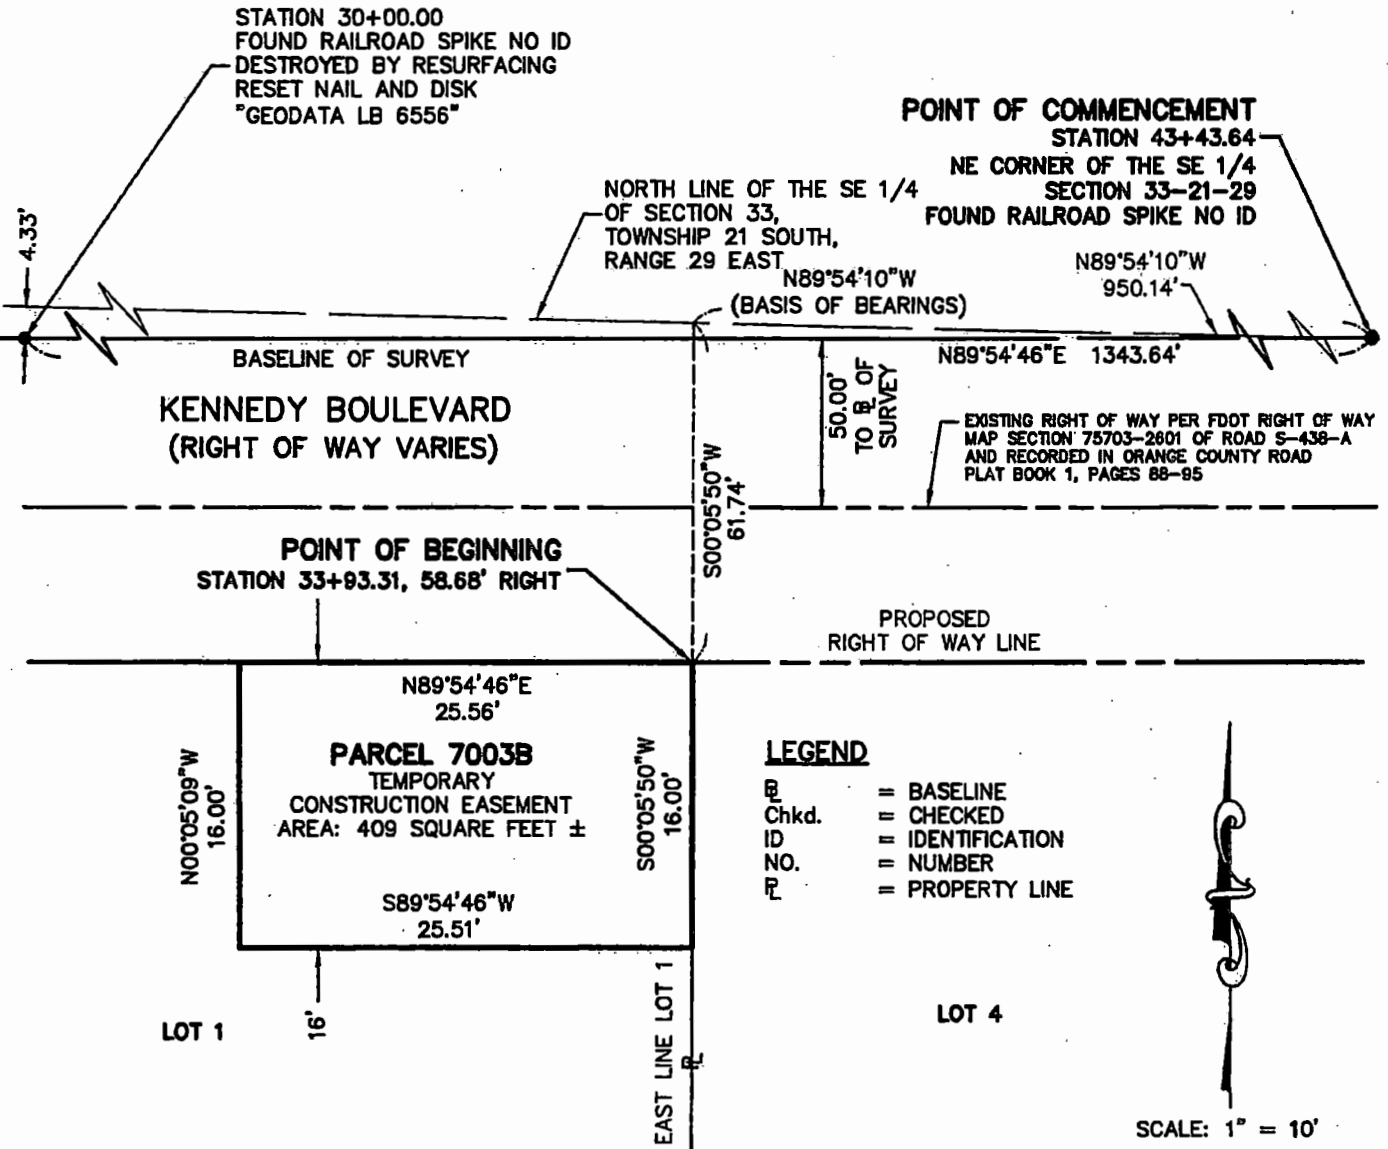 STATION 30+00.00
FOUND RAILROAD SPIKE NO ID
DESTROYED BY RESURFACING
RESET NAIL AND DISK
"GEODATA LB 6556"
POINT OF COMMENCEMENT
STATION 43+43.64
NE CORNER OF THE SE 1/4
SECTION 33-21-29
FOUND RAILROAD SPIKE NO ID
4.33'
NORTH LINE OF THE SE 1/4
OF SECTION 33,
TOWNSHIP 21 SOUTH,
RANGE 29 EAST
N89°54'10"W
(BASIS OF BEARINGS)
N89°54'10"W
950.14'
BASELINE OF SURVEY
N89°54'46"E 1343.64'
KENNEDY BOULEVARD
(RIGHT OF WAY VARIES)
50.00'
TO BL OF
SURVEY
EXISTING RIGHT OF WAY PER FDOT RIGHT OF WAY
MAP SECTION 75703-2601 OF ROAD S-438-A
AND RECORDED IN ORANGE COUNTY ROAD
PLAT BOOK 1, PAGES 88-95
S00°05'50"W
61.74'
POINT OF BEGINNING
STATION 33+93.31, 58.68' RIGHT
PROPOSED
RIGHT OF WAY LINE
N89°54'46"E
25.56'
PARCEL 7003B
TEMPORARY
CONSTRUCTION EASEMENT
AREA: 409 SQUARE FEET ±
N00°05'09"W
16.00'
S00°05'50"W
16.00'
S89°54'46"W
25.51'
LEGEND
BL = BASELINE
Chkd. = CHECKED
ID = IDENTIFICATION
NO. = NUMBER
PL = PROPERTY LINE
LOT 1
16'
EAST LINE LOT 1
PL
LOT 4
SCALE: 1" = 10'